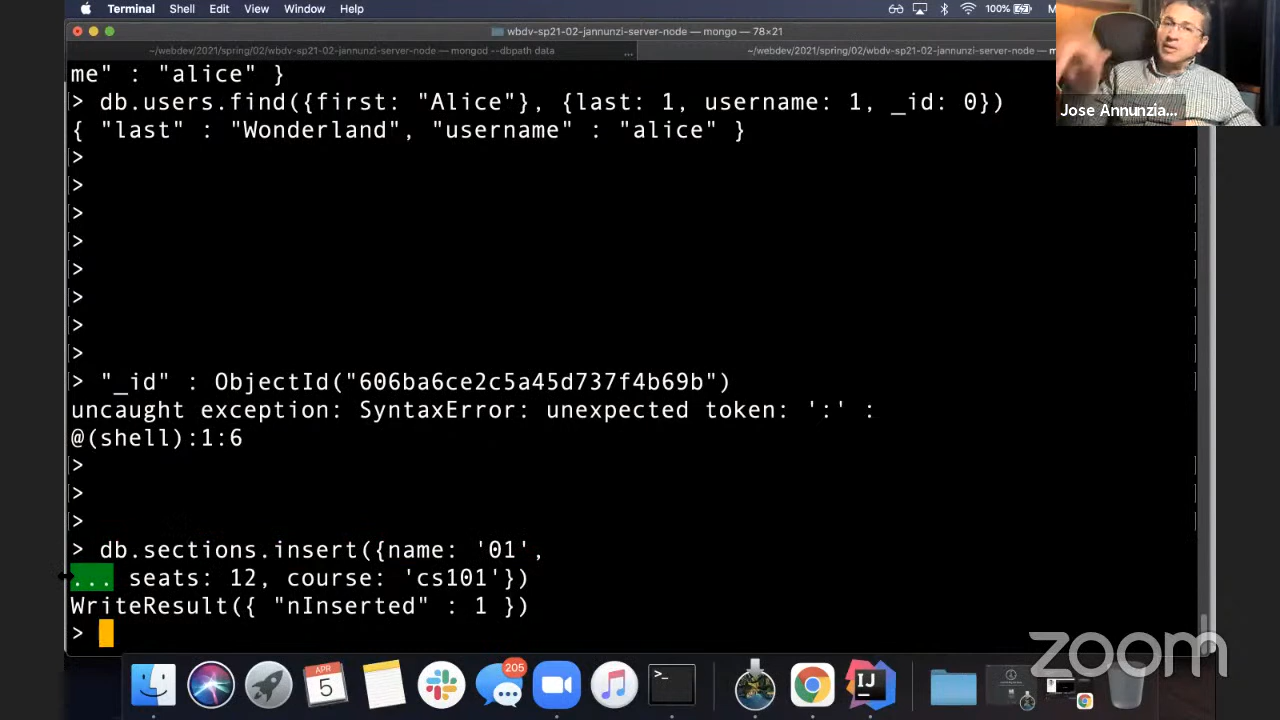 Terminal Shell Edit View Window Help 100%
wbdv-sp21-02-jannunzi-server-node — mongo — 78×21
~/webdev/2021/spring/02/wbdv-sp21-02-jannunzi-server-node — mongod --dbpath data ...
~/webdev/2021/spring/02/wbdv-sp21-02-jannunzi-server-node — m
Jose Annunzia...
me" : "alice" }
> db.users.find({first: "Alice"}, {last: 1, username: 1, _id: 0})
{ "last" : "Wonderland", "username" : "alice" }
>
>
>
>
>
>
>
>
> "_id" : ObjectId("606ba6ce2c5a45d737f4b69b")
uncaught exception: SyntaxError: unexpected token: ':' :
@(shell):1:6
>
>
>
> db.sections.insert({name: '01',
... seats: 12, course: 'cs101'})
WriteResult({ "nInserted" : 1 })
>
zoom
APR
5
205
>_
IJ